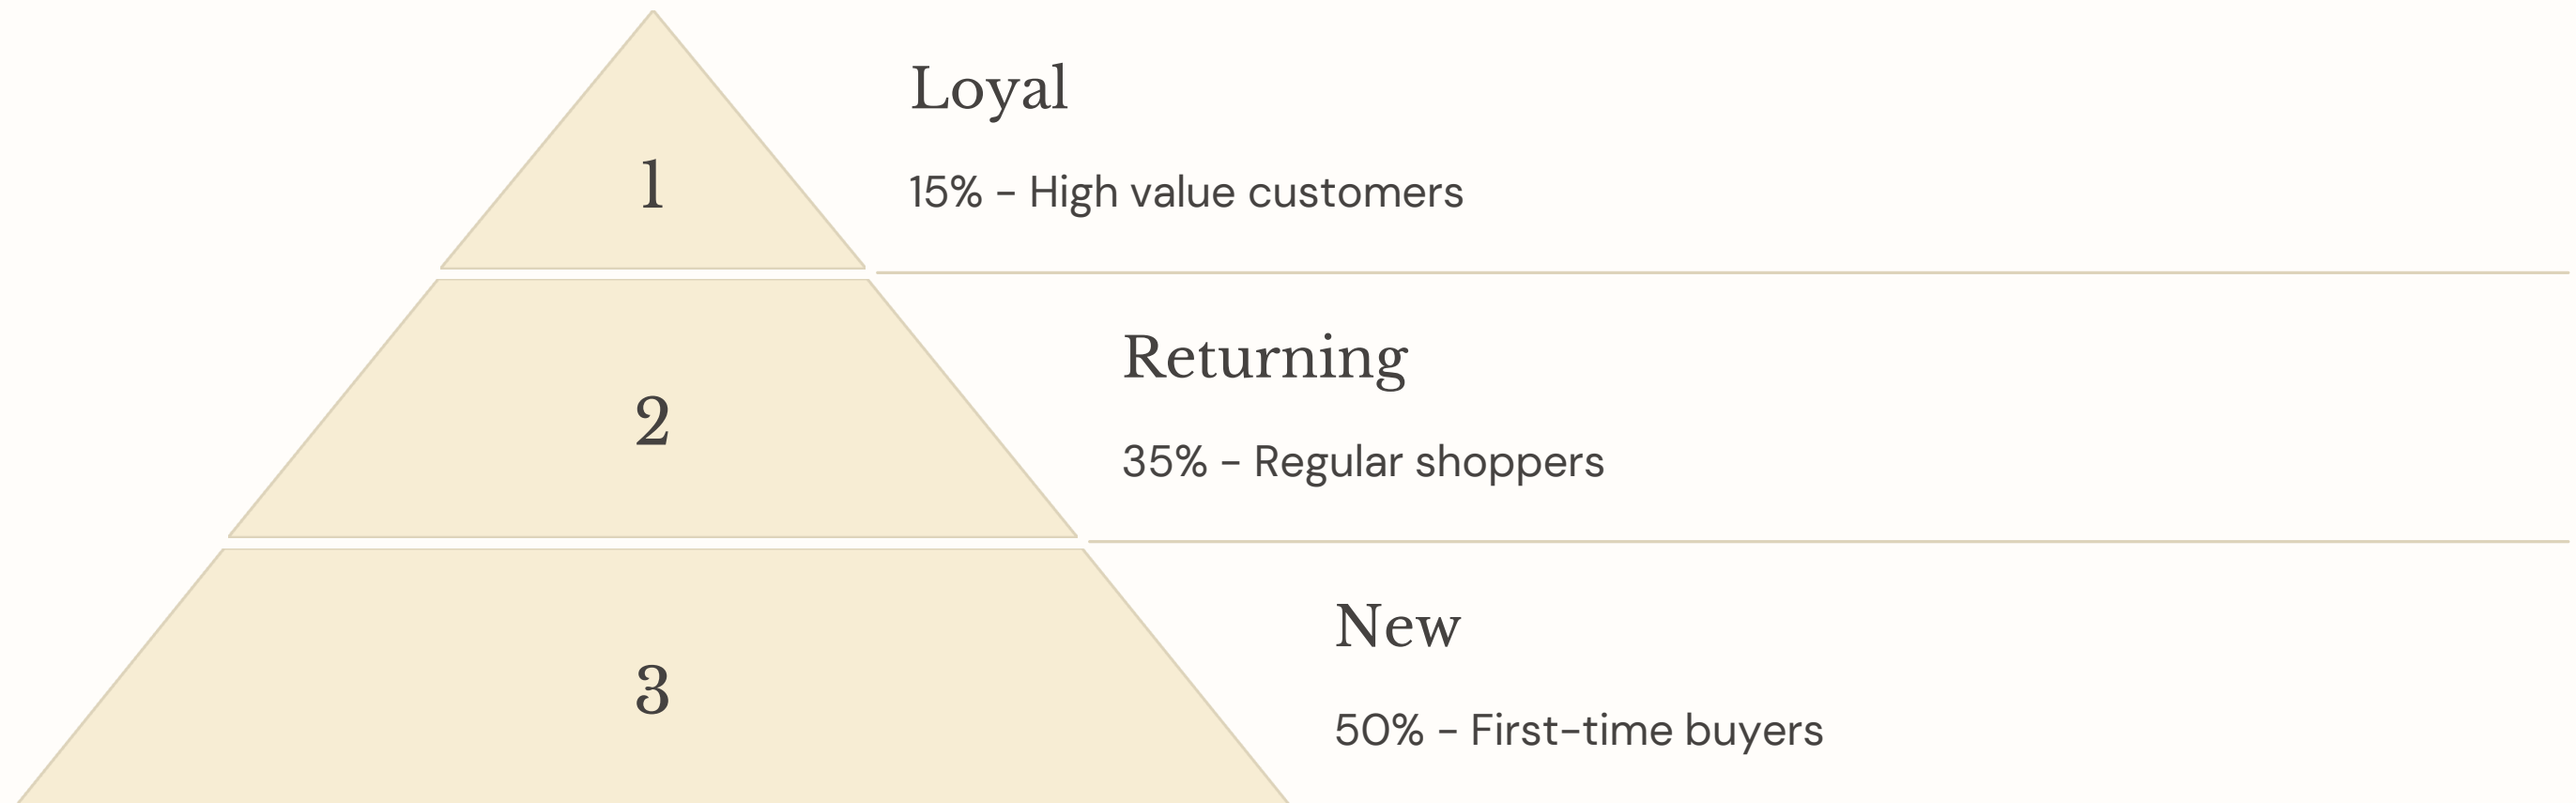 1
Loyal
15% - High value customers
2
Returning
35% - Regular shoppers
3
New
50% - First-time buyers